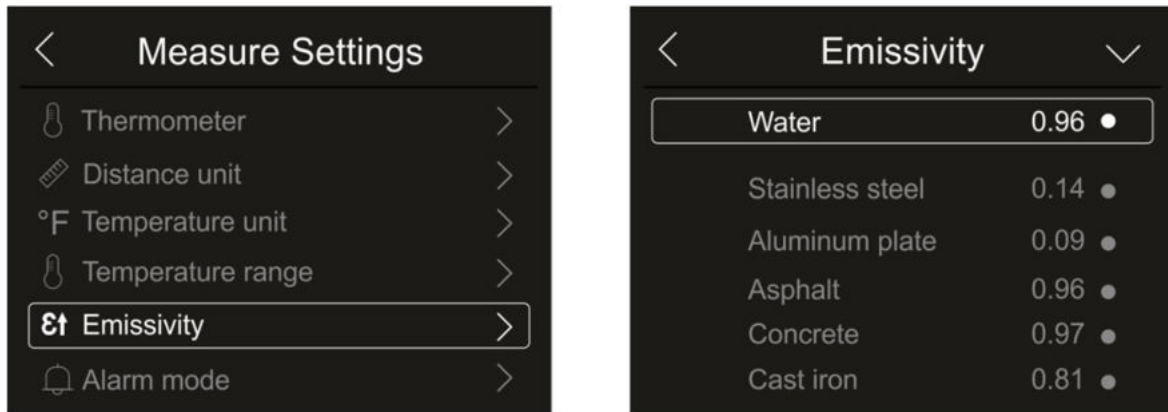 Measure Settings
Thermometer
Distance unit
°F Temperature unit
Temperature range
Ɛ↑ Emissivity
Alarm mode
Emissivity
Water 0.96
Stainless steel 0.14
Aluminum plate 0.09
Asphalt 0.96
Concrete 0.97
Cast iron 0.81